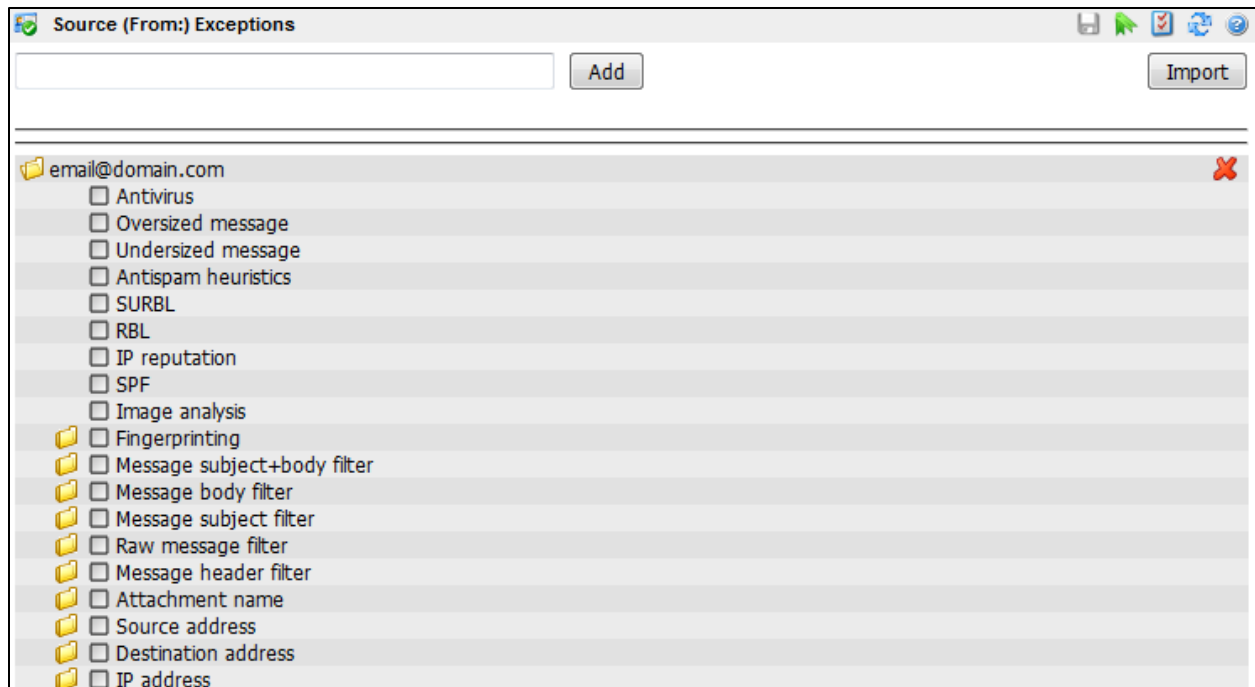 Source (From:) Exceptions
Add
Import
email@domain.com
Antivirus
Oversized message
Undersized message
Antispam heuristics
SURBL
RBL
IP reputation
SPF
Image analysis
Fingerprinting
Message subject+body filter
Message body filter
Message subject filter
Raw message filter
Message header filter
Attachment name
Source address
Destination address
IP address